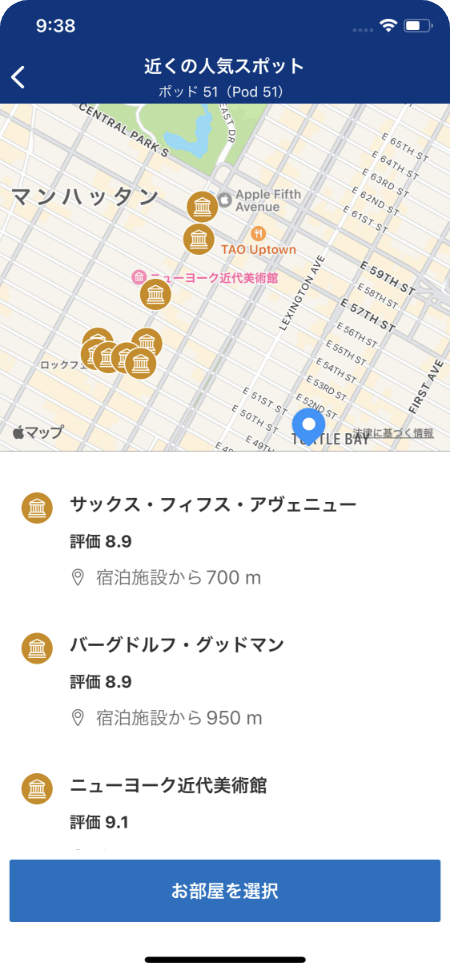 9:38
近くの人気スポット
ポッド 51（Pod 51）
CENTRAL PARK S
EAST DR
マンハッタン
Apple Fifth
Avenue
TAO Uptown
ニューヨーク近代美術館
E 65TH ST
E 64TH ST
E 63RD ST
E 62ND ST
E 61ST ST
LEXINGTON AVE
E 59TH ST
E 58TH ST
E 57TH ST
E 56TH ST
E 55TH ST
E 54TH ST
E 53RD ST
E 52ND ST
E 51ST ST
E 50TH ST
E 49TH
FIRST AVE
ロックフェ
マップ
TURTLE BAY
法律に基づく情報
サックス・フィフス・アヴェニュー
評価 8.9
宿泊施設から 700 m
バーグドルフ・グッドマン
評価 8.9
宿泊施設から 950 m
ニューヨーク近代美術館
評価 9.1
お部屋を選択